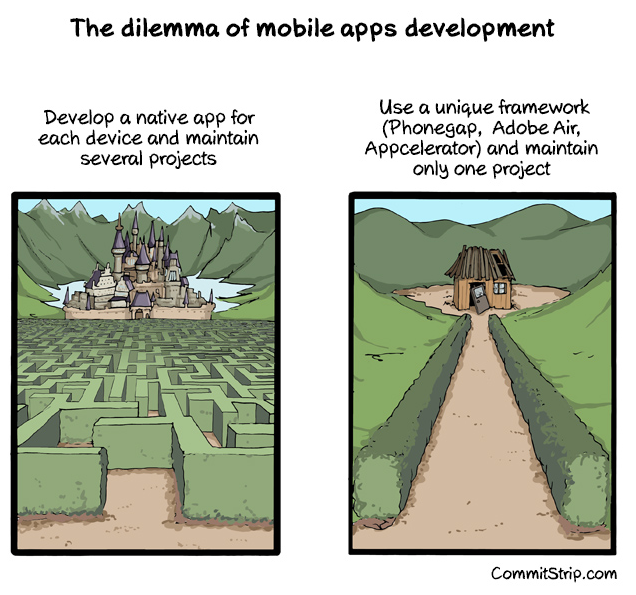 The dilemma of mobile apps development
Develop a native app for
each device and maintain
several projects
Use a unique framework
(Phonegap, Adobe Air,
Appcelerator) and maintain
only one project
CommitStrip.com